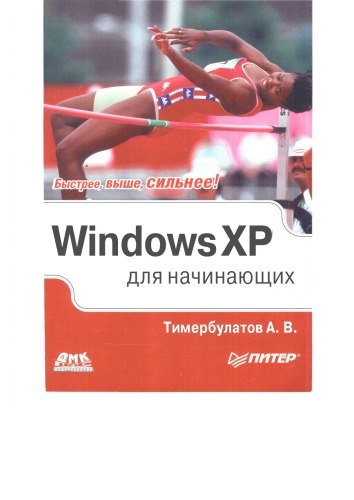 Быстрее, выше, сильнее!
Windows XP
для начинающих
Тимербулатов А. В.
ДМК
ПИТЕР